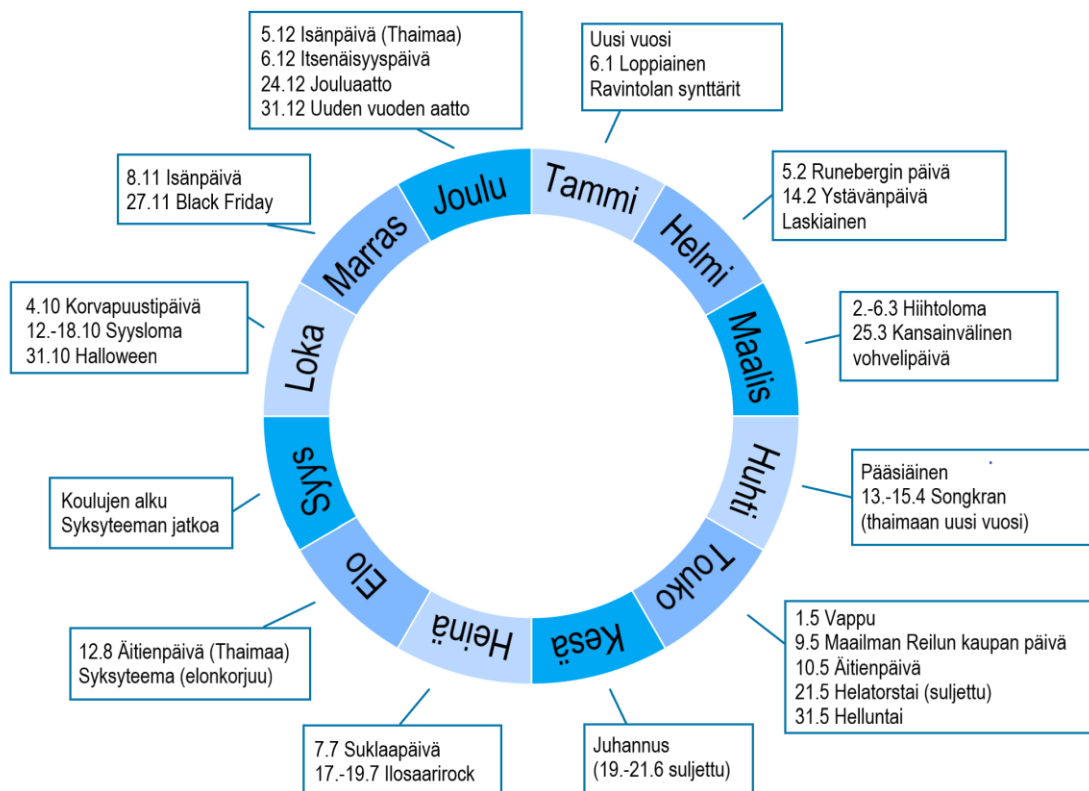 5.12 Isänpäivä (Thaimaa)
6.12 Itsenäisyyspäivä
24.12 Jouluaatto
31.12 Uuden vuoden aatto
Uusi vuosi
6.1 Loppiainen
Ravintolan synttärit
8.11 Isänpäivä
27.11 Black Friday
5.2 Runebergin päivä
14.2 Ystävänpäivä
Laskiainen
4.10 Korvapuustipäivä
12.-18.10 Syysloma
31.10 Halloween
2.-6.3 Hiihtoloma
25.3 Kansainvälinen
vohvelipäivä
Koulujen alku
Syksyteeman jatkoa
Pääsiäinen
13.-15.4 Songkran
(thaimaan uusi vuosi)
12.8 Äitienpäivä (Thaimaa)
Syksyteema (elonkorjuu)
1.5 Vappu
9.5 Maailman Reilun kaupan päivä
10.5 Äitienpäivä
21.5 Helatorstai (suljettu)
31.5 Helluntai
7.7 Suklaapäivä
17.-19.7 Ilosaarirock
Juhannus
(19.-21.6 suljettu)
Tammi
Helmi
Maalis
Huhti
Touko
Kesä
Heinä
Elo
Syys
Loka
Marras
Joulu